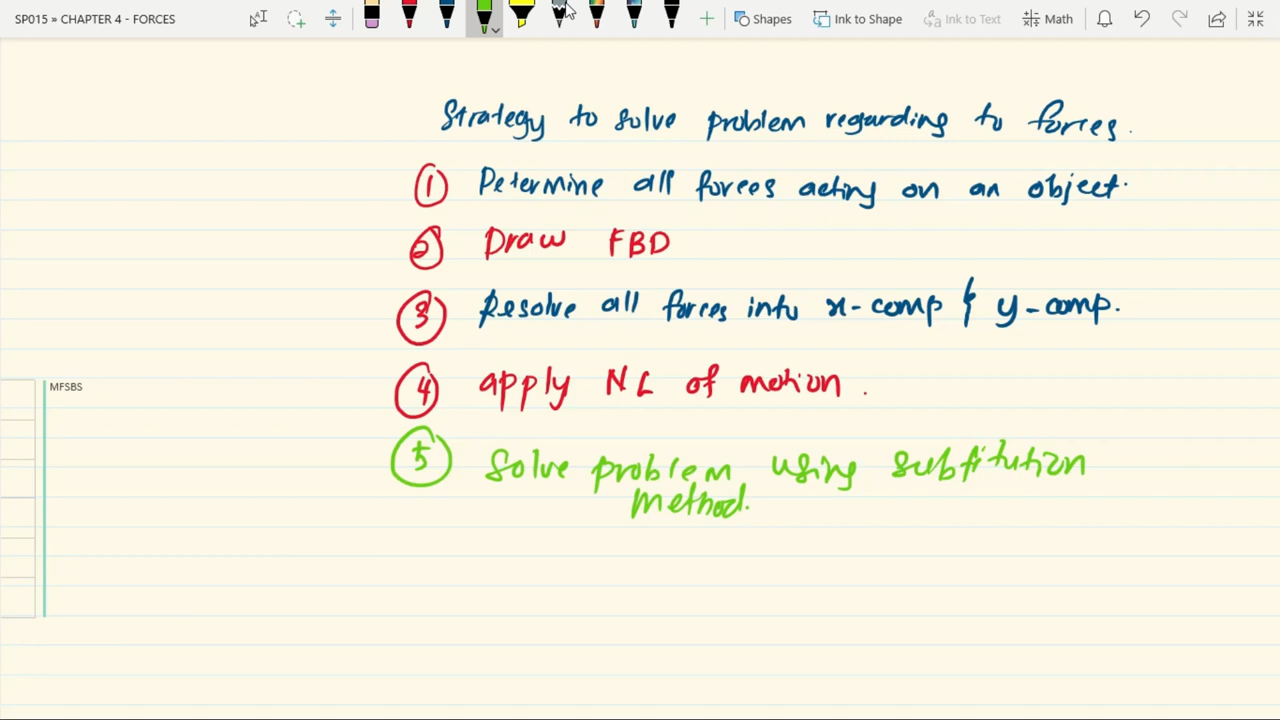 SP015 » CHAPTER 4 - FORCES
Shapes
Ink to Shape
Ink to Text
Math
Strategy to solve problem regarding to forces.
① Determine all forces acting on an object.
② Draw FBD
③ Resolve all forces into x-comp & y-comp.
④ apply NL of motion.
⑤ Solve problem using subtitution
method.
MFSBS